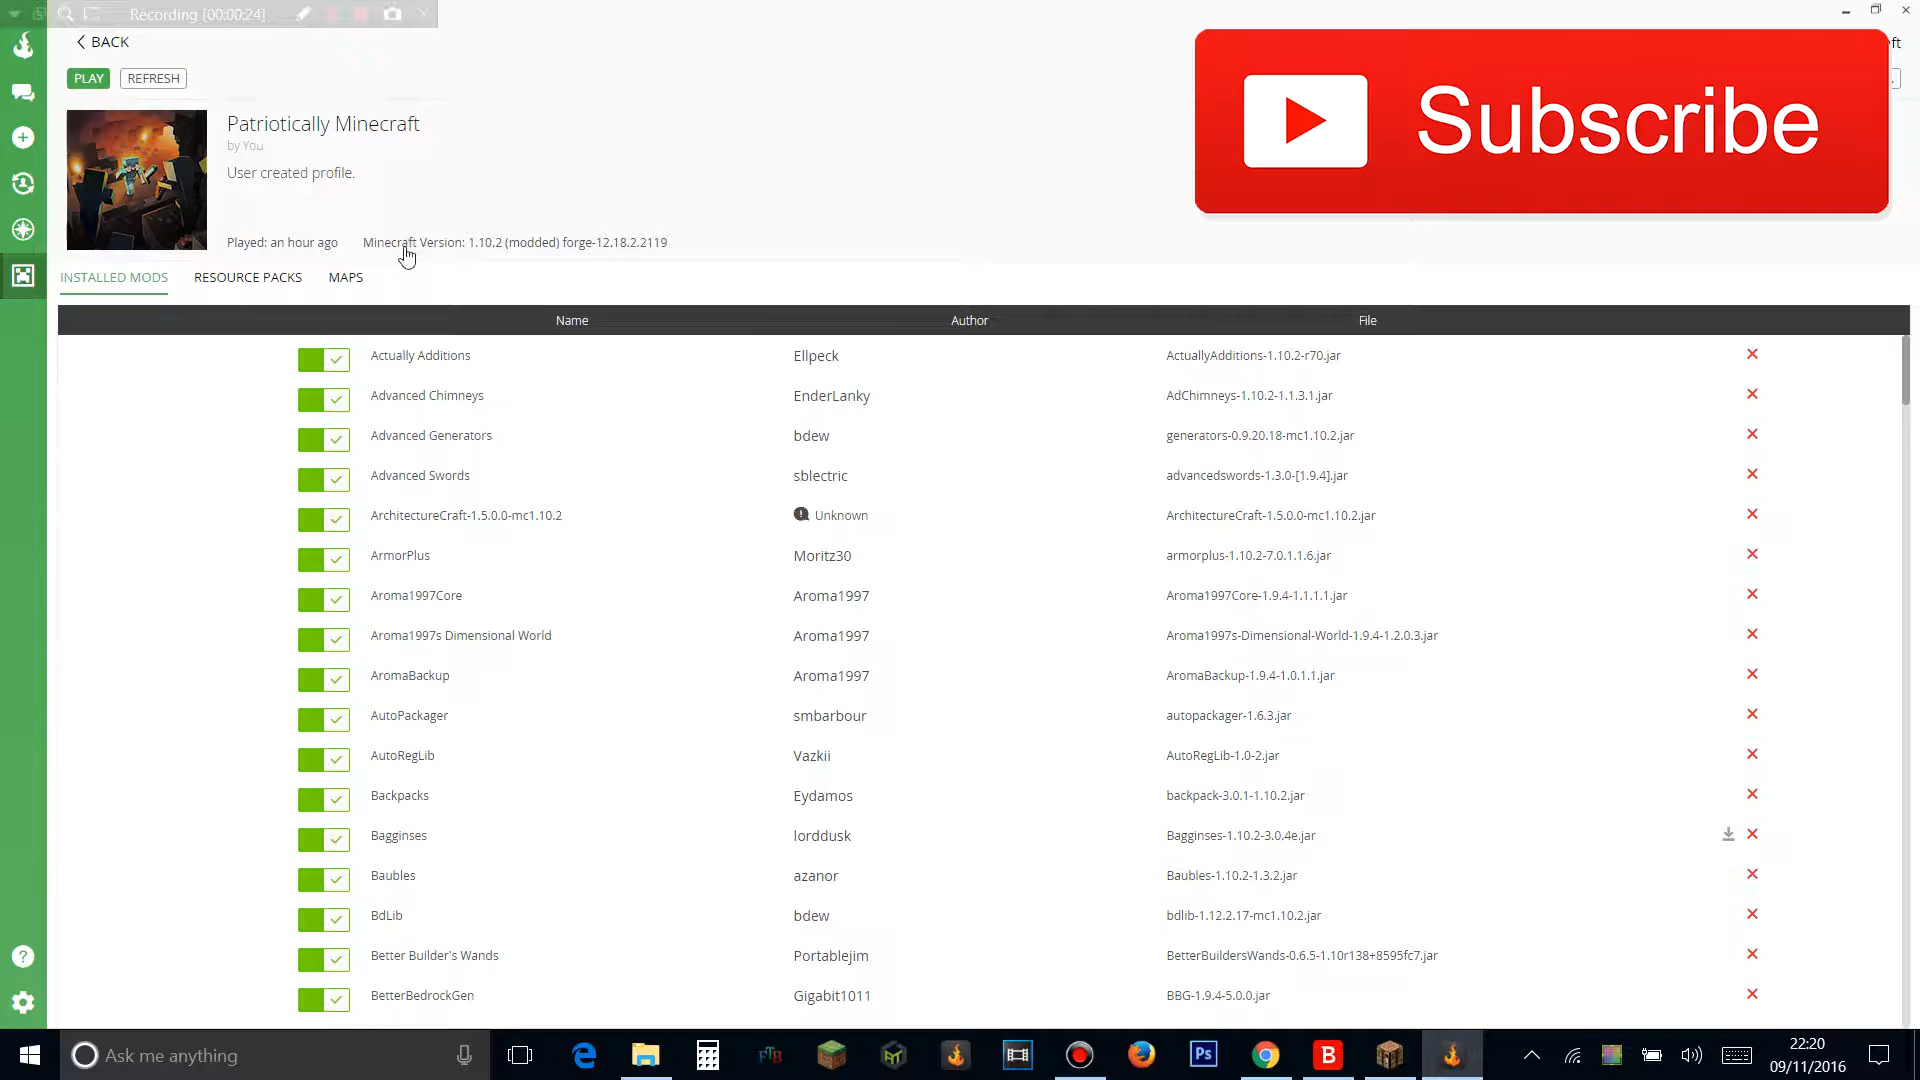 Recording [00:00:24]
BACK
ft
PLAY REFRESH
Subscribe
Patriotically Minecraft
by You
User created profile.
Played: an hour ago Minecraft Version: 1.10.2 (modded) forge-12.18.2.2119
INSTALLED MODS RESOURCE PACKS MAPS
Name Author File
Actually Additions Ellpeck ActuallyAdditions-1.10.2-r70.jar
Advanced Chimneys EnderLanky AdChimneys-1.10.2-1.1.3.1.jar
Advanced Generators bdew generators-0.9.20.18-mc1.10.2.jar
Advanced Swords sblectric advancedswords-1.3.0-[1.9.4].jar
ArchitectureCraft-1.5.0.0-mc1.10.2 Unknown ArchitectureCraft-1.5.0.0-mc1.10.2.jar
ArmorPlus Moritz30 armorplus-1.10.2-7.0.1.1.6.jar
Aroma1997Core Aroma1997 Aroma1997Core-1.9.4-1.1.1.1.jar
Aroma1997s Dimensional World Aroma1997 Aroma1997s-Dimensional-World-1.9.4-1.2.0.3.jar
AromaBackup Aroma1997 AromaBackup-1.9.4-1.0.1.1.jar
AutoPackager smbarbour autopackager-1.6.3.jar
AutoRegLib Vazkii AutoRegLib-1.0-2.jar
Backpacks Eydamos backpack-3.0.1-1.10.2.jar
Bagginses lorddusk Bagginses-1.10.2-3.0.4e.jar
Baubles azanor Baubles-1.10.2-1.3.2.jar
BdLib bdew bdlib-1.12.2.17-mc1.10.2.jar
Better Builder's Wands Portablejim BetterBuildersWands-0.6.5-1.10r138+8595fc7.jar
BetterBedrockGen Gigabit1011 BBG-1.9.4-5.0.0.jar
Ask me anything
FTB
Ps
B
22:20
09/11/2016